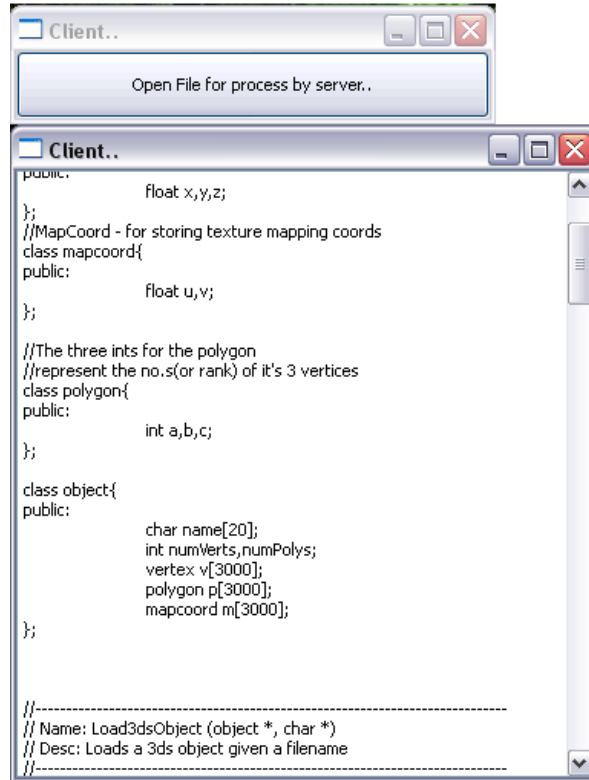 Client..
Open File for process by server..
Client..
public:
float x,y,z;
};
//MapCoord - for storing texture mapping coords
class mapcoord{
public:
float u,v;
};
//The three ints for the polygon
//represent the no.s(or rank) of it's 3 vertices
class polygon{
public:
int a,b,c;
};
class object{
public:
char name[20];
int numVerts,numPolys;
vertex v[3000];
polygon p[3000];
mapcoord m[3000];
};
//-----------------------------------------------------------------------------
// Name: Load3dsObject (object *, char *)
// Desc: Loads a 3ds object given a filename
//-----------------------------------------------------------------------------